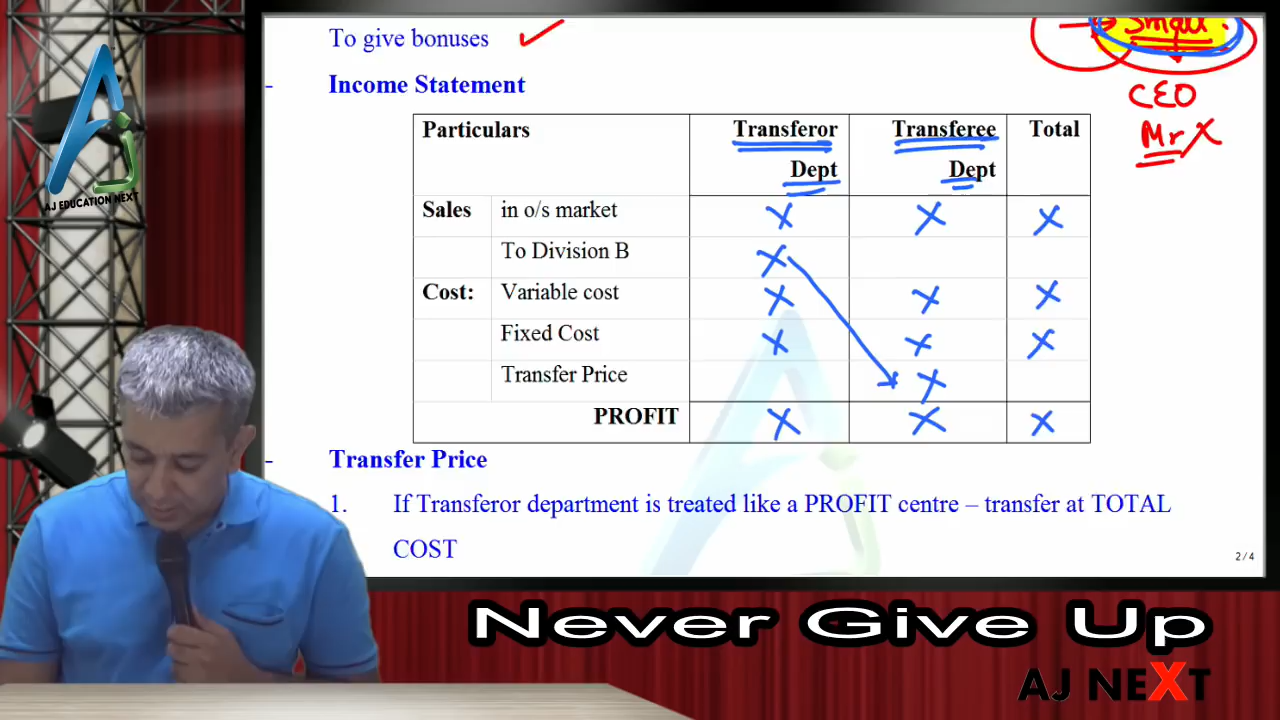 To give bonuses
Small
CEO
Mr X
- Income Statement
Particulars Transferor Dept Transferee Dept Total
Sales in o/s market X X X
To Division B X
Cost: Variable cost X X X
Fixed Cost X X X
Transfer Price X
PROFIT X X X
- Transfer Price
1. If Transferor department is treated like a PROFIT centre – transfer at TOTAL
COST
2/4
AJ EDUCATION NEXT
Never Give Up
AJ NEXT